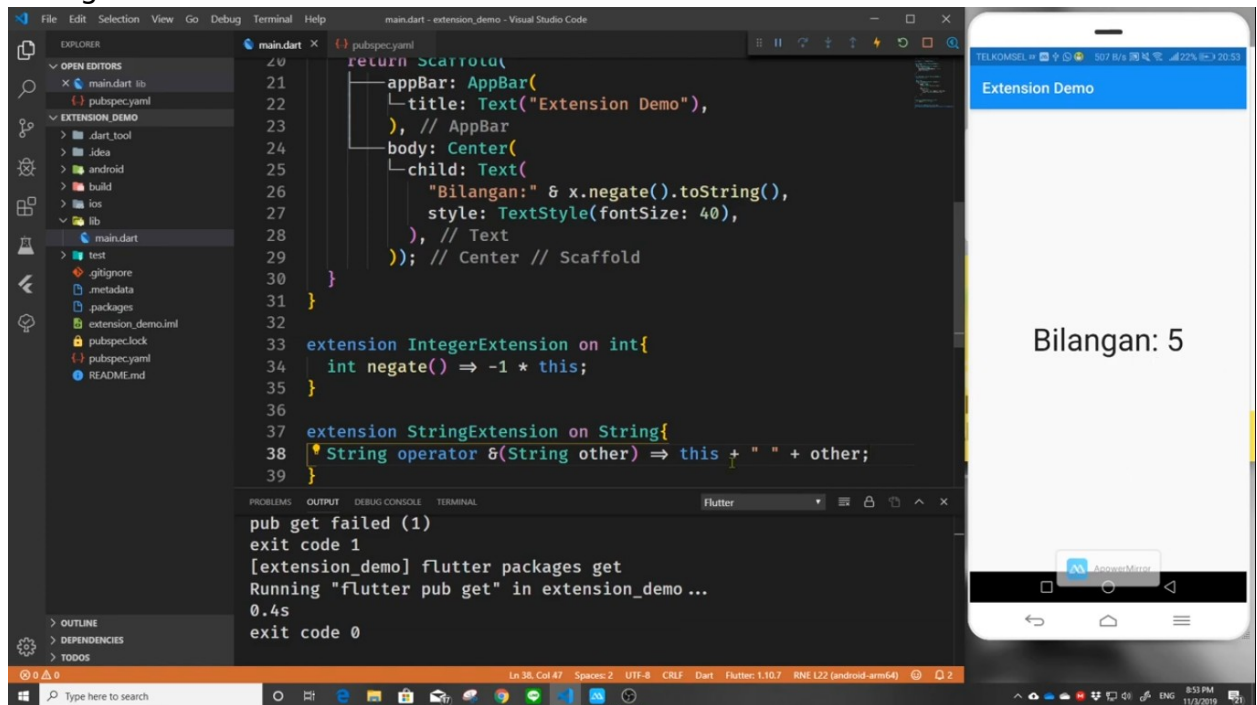 File Edit Selection View Go Debug Terminal Help
main.dart - extension_demo - Visual Studio Code
EXPLORER
OPEN EDITORS
main.dart lib
pubspec.yaml
EXTENSION_DEMO
.dart_tool
.idea
android
build
ios
lib
main.dart
test
.gitignore
.metadata
.packages
extension_demo.iml
pubspec.lock
pubspec.yaml
README.md
OUTLINE
DEPENDENCIES
TODOS
main.dart
pubspec.yaml
20 return Scaffold(
21 appBar: AppBar(
22 title: Text("Extension Demo"),
23 ), // AppBar
24 body: Center(
25 child: Text(
26 "Bilangan:" & x.negate().toString(),
27 style: TextStyle(fontSize: 40),
28 ), // Text
29 )); // Center // Scaffold
30 }
31 }
32
33 extension IntegerExtension on int{
34 int negate() ⇒ -1 * this;
35 }
36
37 extension StringExtension on String{
38 String operator &(String other) ⇒ this + " " + other;
39 }
PROBLEMS OUTPUT DEBUG CONSOLE TERMINAL
Flutter
pub get failed (1)
exit code 1
[extension_demo] flutter packages get
Running "flutter pub get" in extension_demo...
0.4s
exit code 0
0 0
Ln 38, Col 47 Spaces: 2 UTF-8 CRLF Dart Flutter: 1.10.7 RNE L22 (android-arm64) 2
Type here to search
ENG
8:53 PM
11/3/2019
TELKOMSEL 507 B/s 22% 20:53
Extension Demo
Bilangan: 5
ApowerMirror